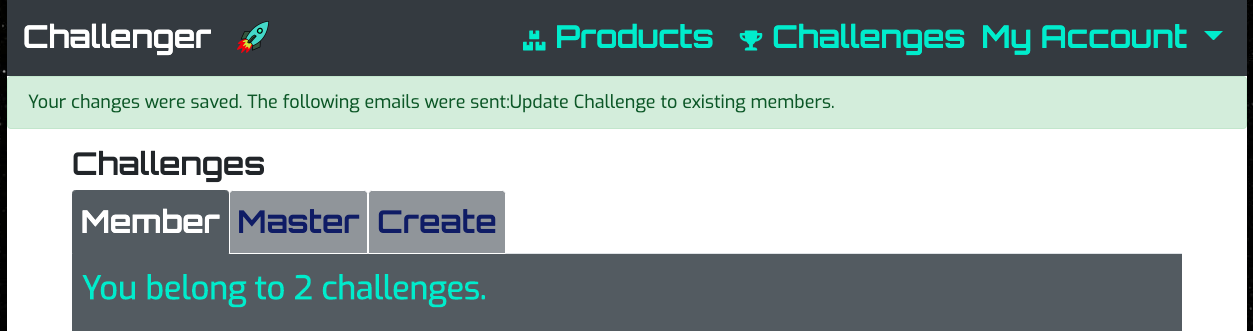 Challenger Products Challenges My Account
Your changes were saved. The following emails were sent:Update Challenge to existing members.
Challenges
Member Master Create
You belong to 2 challenges.